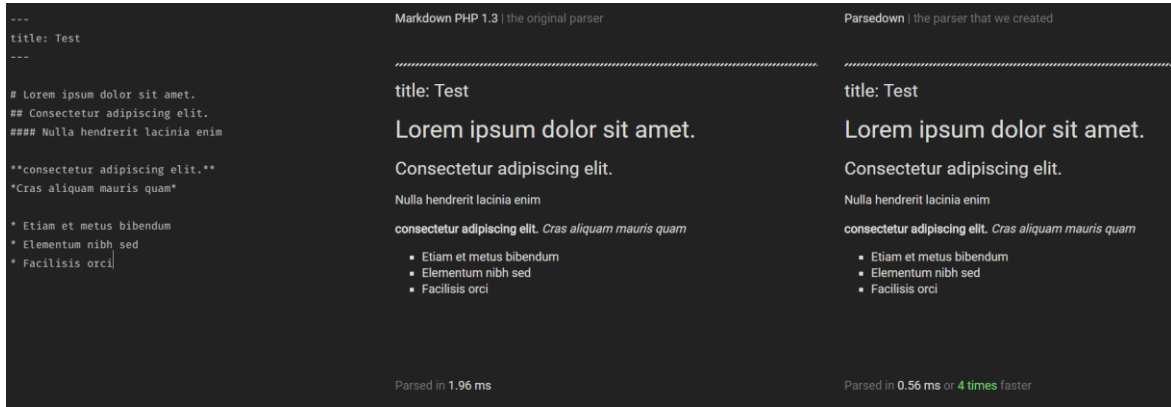 ---
title: Test
---
# Lorem ipsum dolor sit amet.
## Consectetur adipiscing elit.
#### Nulla hendrerit lacinia enim
**consectetur adipiscing elit.**
*Cras aliquam mauris quam*
* Etiam et metus bibendum
* Elementum nibh sed
* Facilisis orci
Markdown PHP 1.3 | the original parser
title: Test
Lorem ipsum dolor sit amet.
Consectetur adipiscing elit.
Nulla hendrerit lacinia enim
consectetur adipiscing elit. Cras aliquam mauris quam
▪ Etiam et metus bibendum
▪ Elementum nibh sed
▪ Facilisis orci
Parsed in 1.96 ms
Parsedown | the parser that we created
title: Test
Lorem ipsum dolor sit amet.
Consectetur adipiscing elit.
Nulla hendrerit lacinia enim
consectetur adipiscing elit. Cras aliquam mauris quam
▪ Etiam et metus bibendum
▪ Elementum nibh sed
▪ Facilisis orci
Parsed in 0.56 ms or 4 times faster